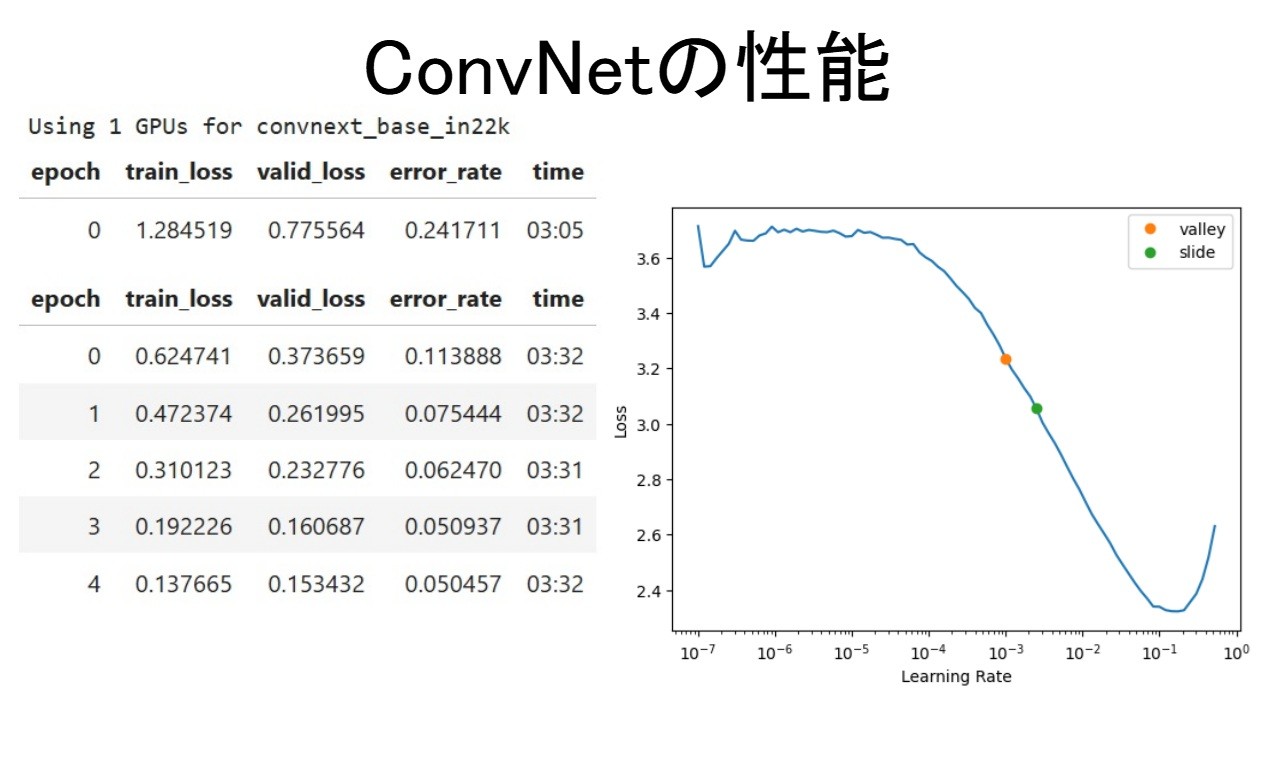 ConvNetの性能
Using 1 GPUs for convnext_base_in22k
epoch train_loss valid_loss error_rate time
0 1.284519 0.775564 0.241711 03:05
epoch train_loss valid_loss error_rate time
0 0.624741 0.373659 0.113888 03:32
1 0.472374 0.261995 0.075444 03:32
2 0.310123 0.232776 0.062470 03:31
3 0.192226 0.160687 0.050937 03:31
4 0.137665 0.153432 0.050457 03:32
valley
slide
3.6
3.4
3.2
3.0
2.8
2.6
2.4
Loss
10⁻⁷ 10⁻⁶ 10⁻⁵ 10⁻⁴ 10⁻³ 10⁻² 10⁻¹ 10⁰
Learning Rate